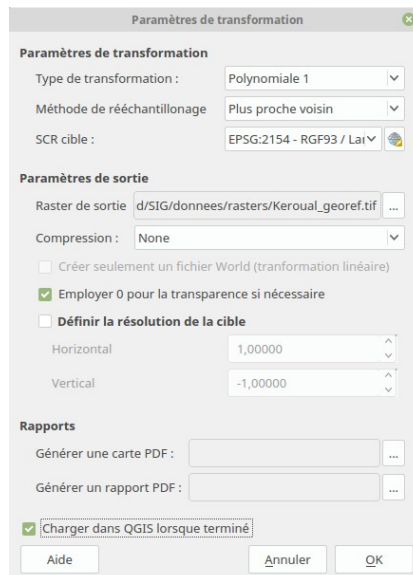 Paramètres de transformation
Paramètres de transformation
Type de transformation : Polynomiale 1
Méthode de rééchantillonage Plus proche voisin
SCR cible : EPSG:2154 - RGF93 / Lar
Paramètres de sortie
Raster de sortie d/SIG/donnees/rasters/Keroual_georef.tif ...
Compression : None
Créer seulement un fichier World (tranformation linéaire)
Employer 0 pour la transparence si nécessaire
Définir la résolution de la cible
Horizontal 1,00000
Vertical -1,00000
Rapports
Générer une carte PDF : ...
Générer un rapport PDF : ...
Charger dans QGIS lorsque terminé
Aide Annuler OK